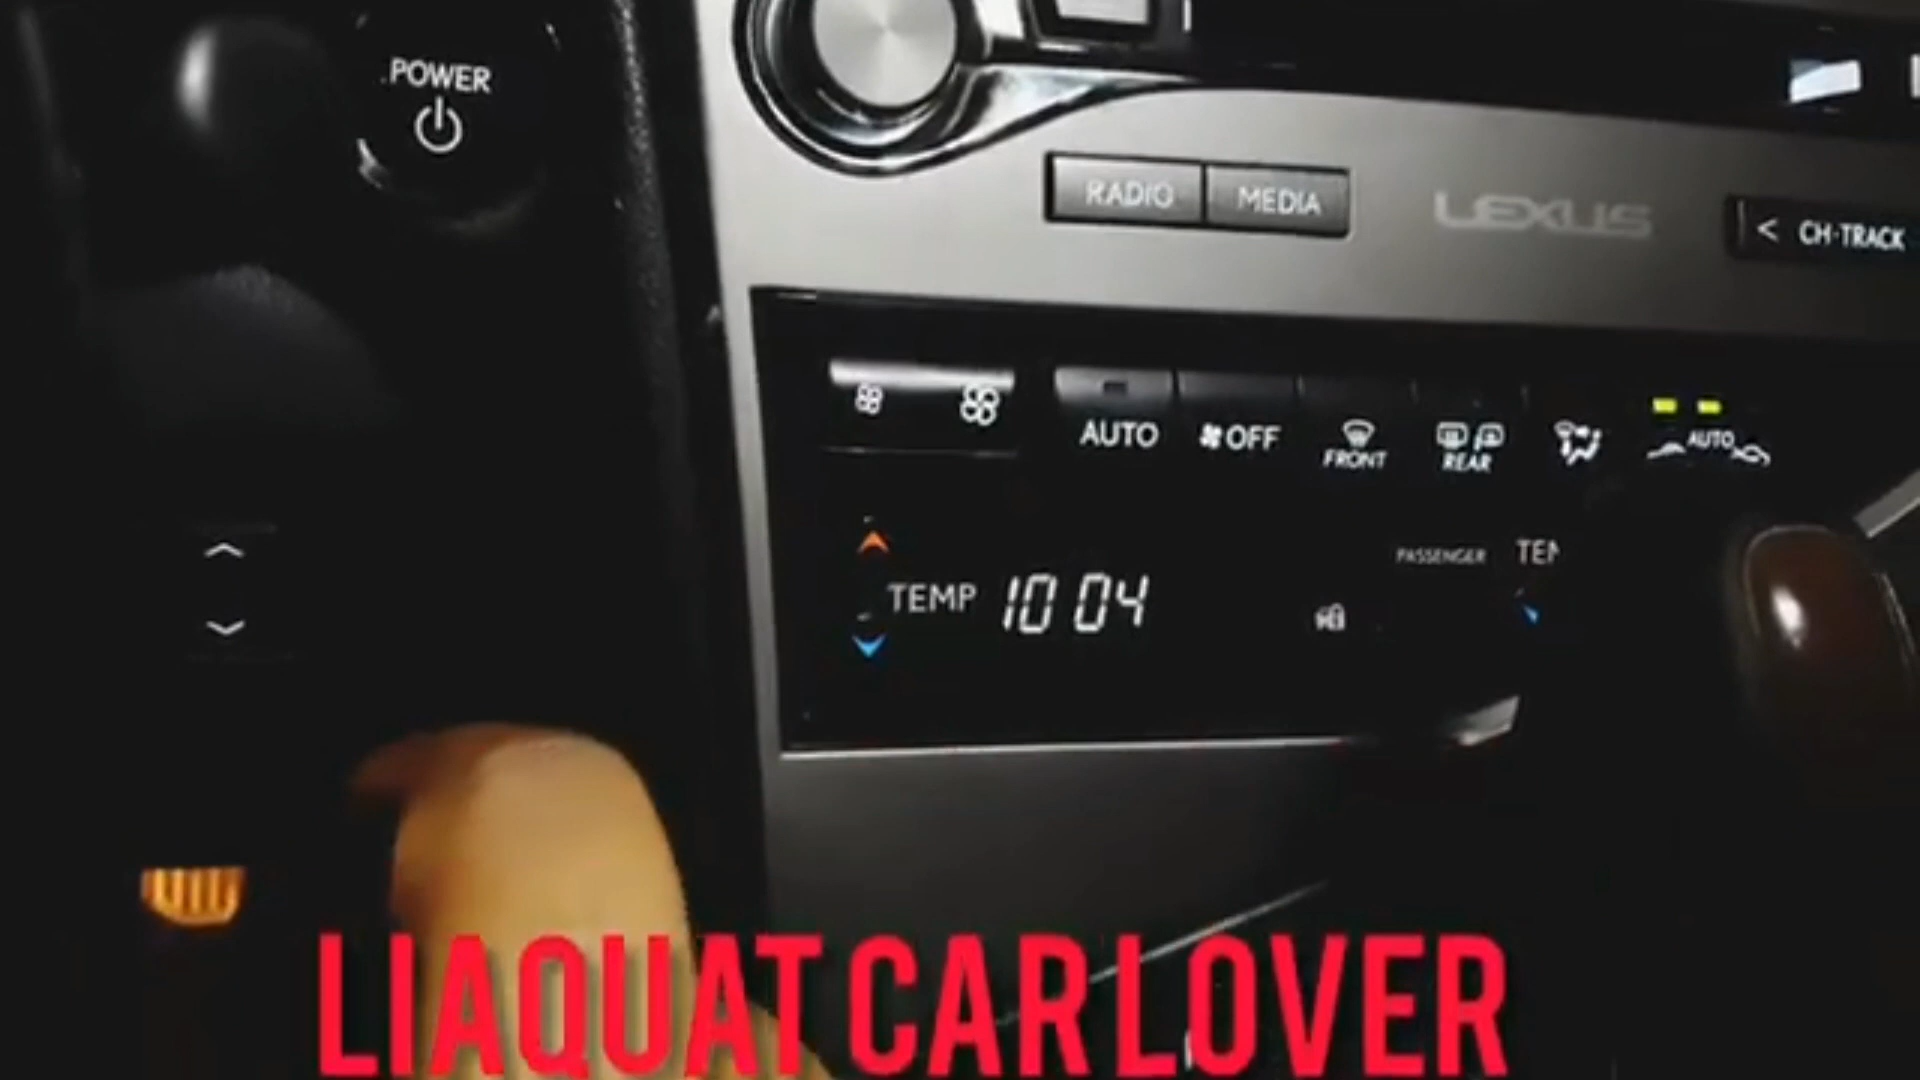 POWER
RADIO MEDIA LEXUS < CH·TRACK
AUTO OFF FRONT REAR AUTO
PASSENGER
TEMP 10 04
LIAQUAT CAR LOVER